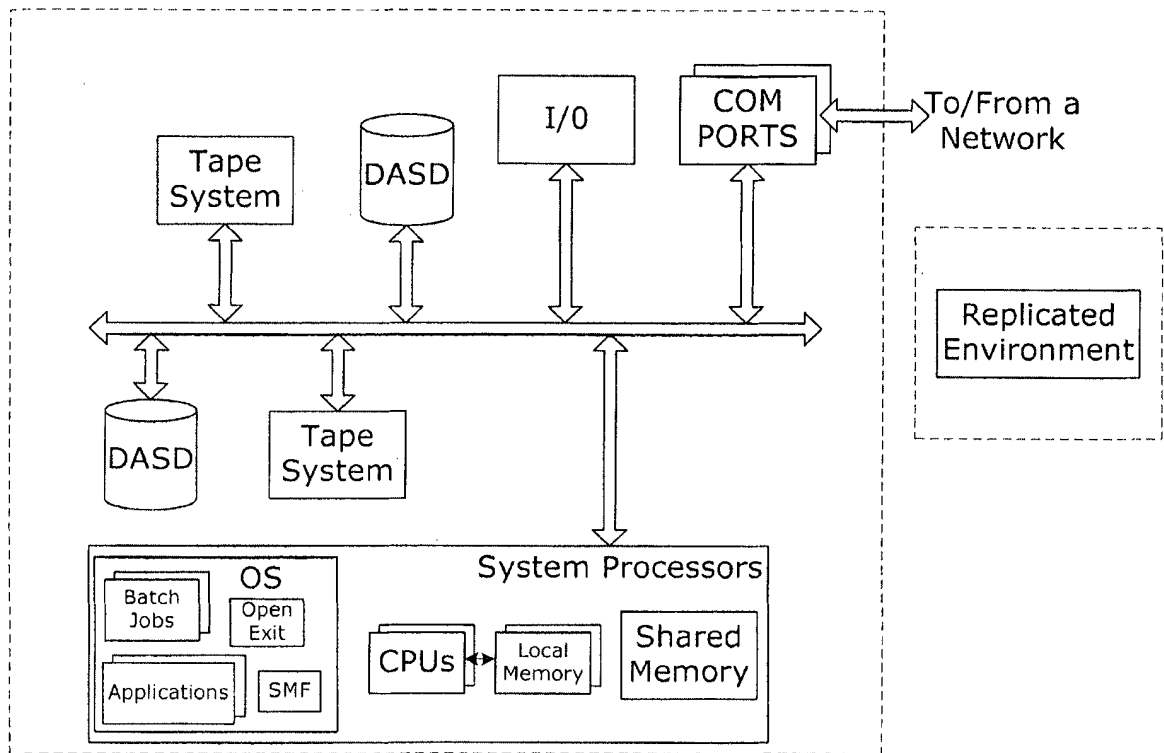 I/0
COM
PORTS
To/From a
Network
Tape
System
DASD
Replicated
Environment
DASD
Tape
System
System Processors
OS
Batch
Jobs
Open
Exit
Applications
SMF
CPUs
Local
Memory
Shared
Memory